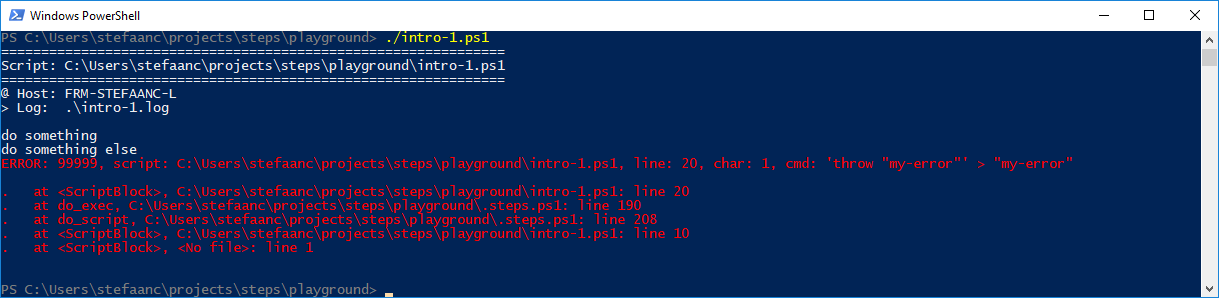 Windows PowerShell
PS C:\Users\stefaanc\projects\steps\playground> ./intro-1.ps1
===============================================================
Script: C:\Users\stefaanc\projects\steps\playground\intro-1.ps1
===============================================================
@ Host: FRM-STEFAANC-L
> Log:  .\intro-1.log
do something
do something else
ERROR: 99999, script: C:\Users\stefaanc\projects\steps\playground\intro-1.ps1, line: 20, char: 1, cmd: 'throw "my-error"' > "my-error"
.   at <ScriptBlock>, C:\Users\stefaanc\projects\steps\playground\intro-1.ps1: line 20
.   at do_exec, C:\Users\stefaanc\projects\steps\playground\.steps.ps1: line 190
.   at do_script, C:\Users\stefaanc\projects\steps\playground\.steps.ps1: line 208
.   at <ScriptBlock>, C:\Users\stefaanc\projects\steps\playground\intro-1.ps1: line 10
.   at <ScriptBlock>, <No file>: line 1
PS C:\Users\stefaanc\projects\steps\playground>